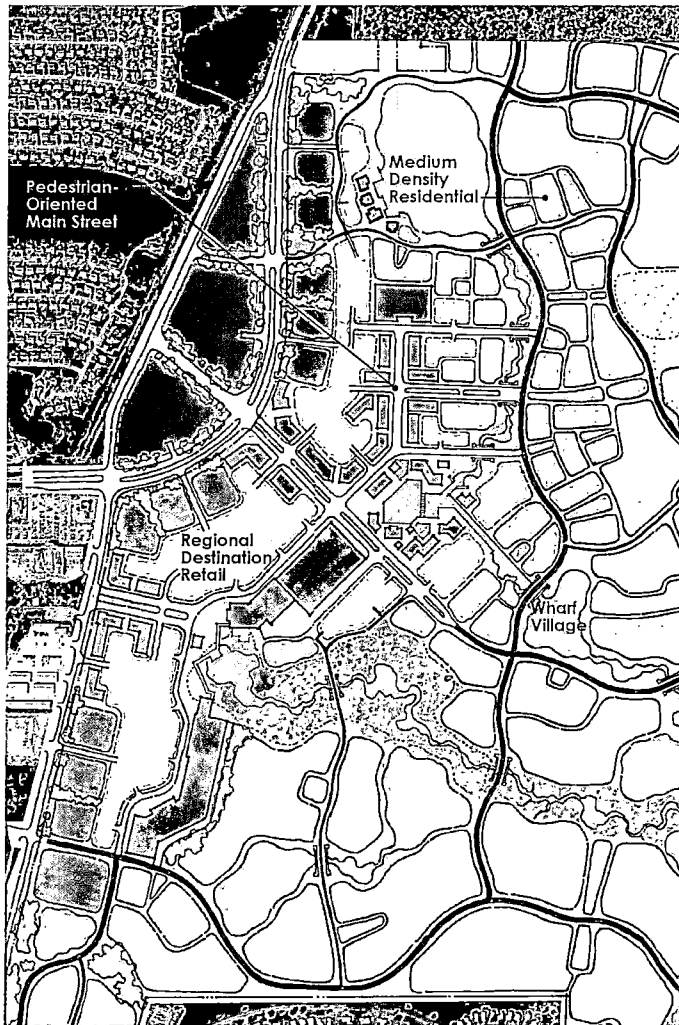 Medium
Density
Residential
Pedestrian-
Oriented
Main Street
Regional
Destination
Retail
Wharf
Village